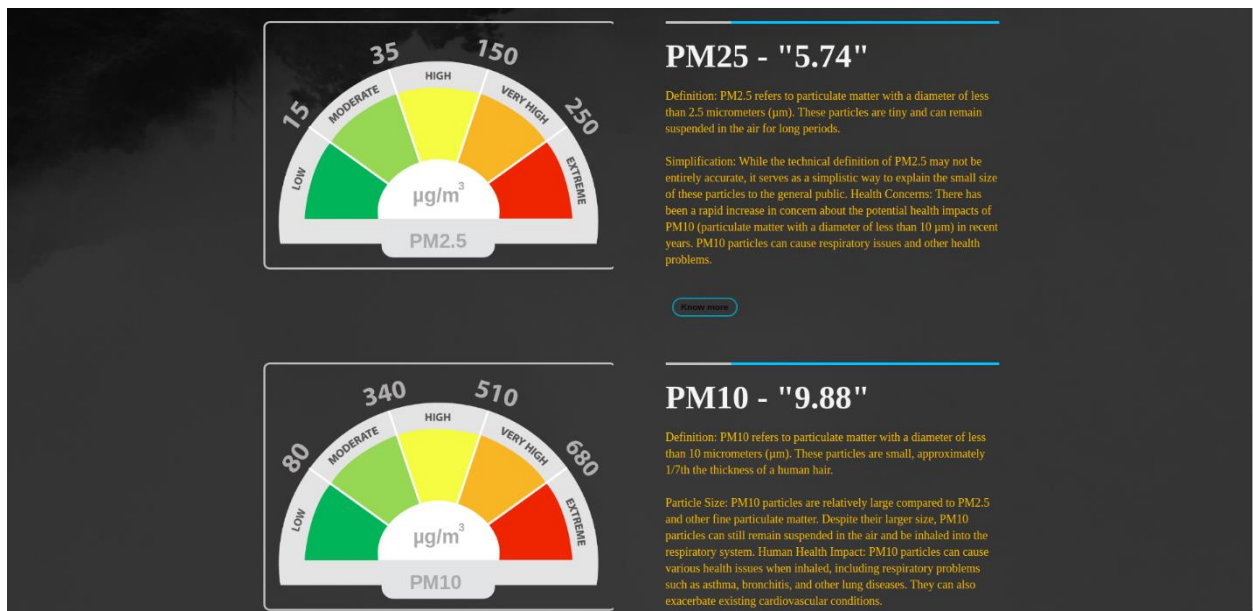 15
35
150
250
LOW
MODERATE
HIGH
VERY HIGH
EXTREME
µg/m³
PM2.5
PM25 - "5.74"
Definition: PM2.5 refers to particulate matter with a diameter of less
than 2.5 micrometers (µm). These particles are tiny and can remain
suspended in the air for long periods.
Simplification: While the technical definition of PM2.5 may not be
entirely accurate, it serves as a simplistic way to explain the small size
of these particles to the general public. Health Concerns: There has
been a rapid increase in concern about the potential health impacts of
PM10 (particulate matter with a diameter of less than 10 µm) in recent
years. PM10 particles can cause respiratory issues and other health
problems.
Know more
80
340
510
680
LOW
MODERATE
HIGH
VERY HIGH
EXTREME
µg/m³
PM10
PM10 - "9.88"
Definition: PM10 refers to particulate matter with a diameter of less
than 10 micrometers (µm). These particles are small, approximately
1/7th the thickness of a human hair.
Particle Size: PM10 particles are relatively large compared to PM2.5
and other fine particulate matter. Despite their larger size, PM10
particles can still remain suspended in the air and be inhaled into the
respiratory system. Human Health Impact: PM10 particles can cause
various health issues when inhaled, including respiratory problems
such as asthma, bronchitis, and other lung diseases. They can also
exacerbate existing cardiovascular conditions.